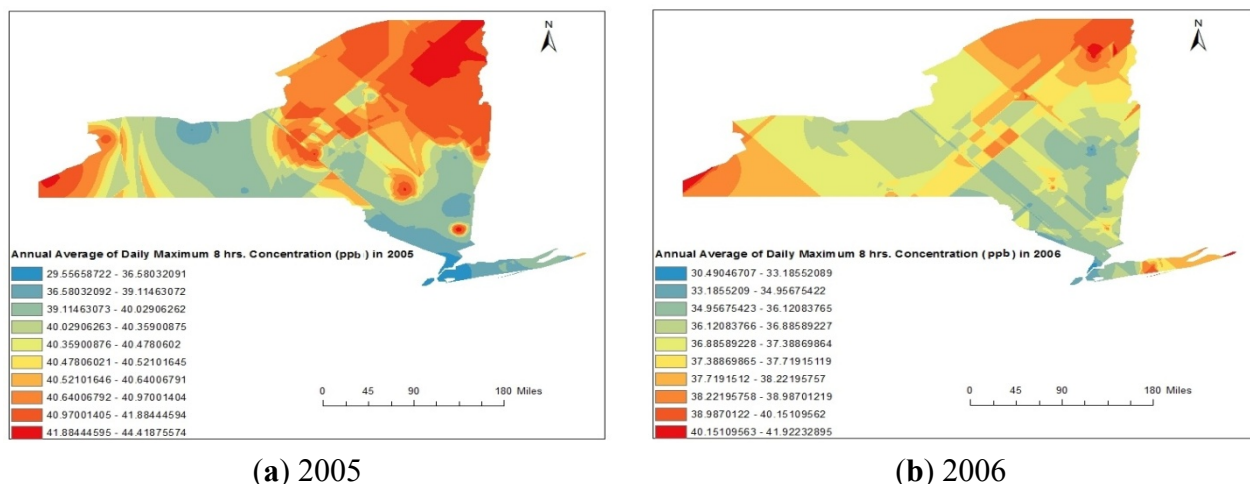 N
Annual Average of Daily Maximum 8 hrs. Concentration (ppb) in 2005
29.55658722 - 36.58032091
36.58032092 - 39.11463072
39.11463073 - 40.02906262
40.02906263 - 40.35900875
40.35900876 - 40.4780602
40.47806021 - 40.52101645
40.52101646 - 40.64006791
40.64006792 - 40.97001404
40.97001405 - 41.88444594
41.88444595 - 44.41875574
0 45 90 180 Miles
(a) 2005
N
Annual Average of Daily Maximum 8 hrs. Concentration (ppb) in 2006
30.49046707 - 33.18552089
33.1855209 - 34.95675422
34.95675423 - 36.12083765
36.12083766 - 36.88589227
36.88589228 - 37.38869864
37.38869865 - 37.71915119
37.7191512 - 38.22195757
38.22195758 - 38.98701219
38.9870122 - 40.15109562
40.15109563 - 41.92232895
0 45 90 180 Miles
(b) 2006